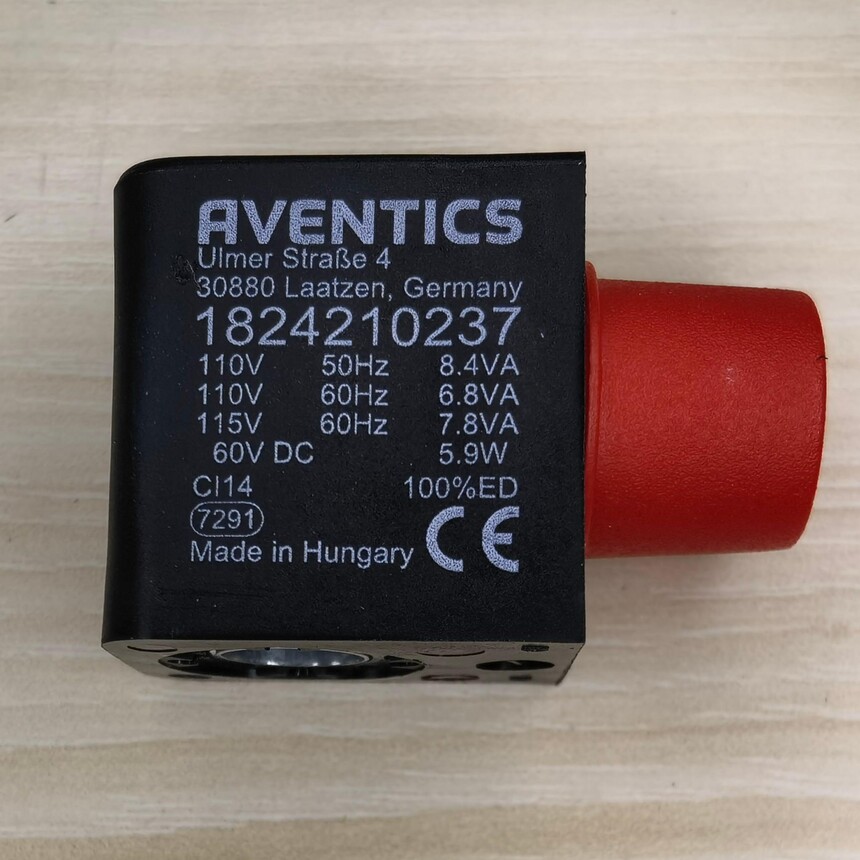 AVENTICS
Ulmer Straße 4
30880 Laatzen, Germany
1824210237
110V 50Hz 8.4VA
110V 60Hz 6.8VA
115V 60Hz 7.8VA
60V DC 5.9W
CI14 100%ED
7291
Made in Hungary CE